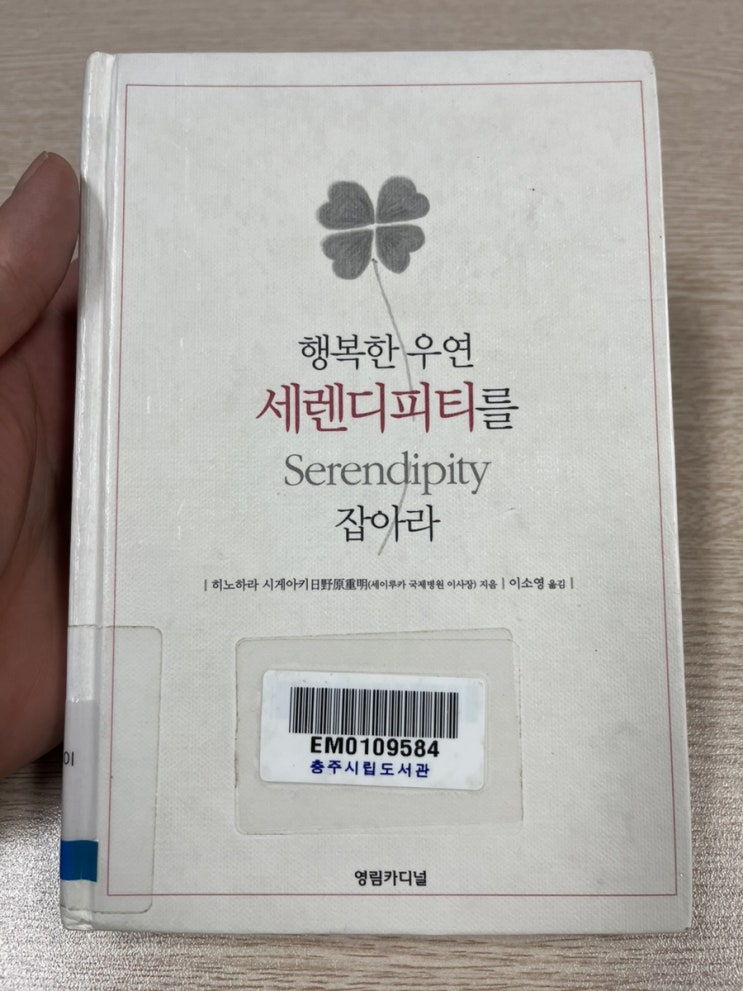 행복한 우연
세렌디피티를
Serendipity
잡아라
| 히노하라 시게아키日野原重明(세이루카 국제병원 이사장) 지음 | 이소영 옮김 |
EM0109584
충주시립도서관
이
영림카디널